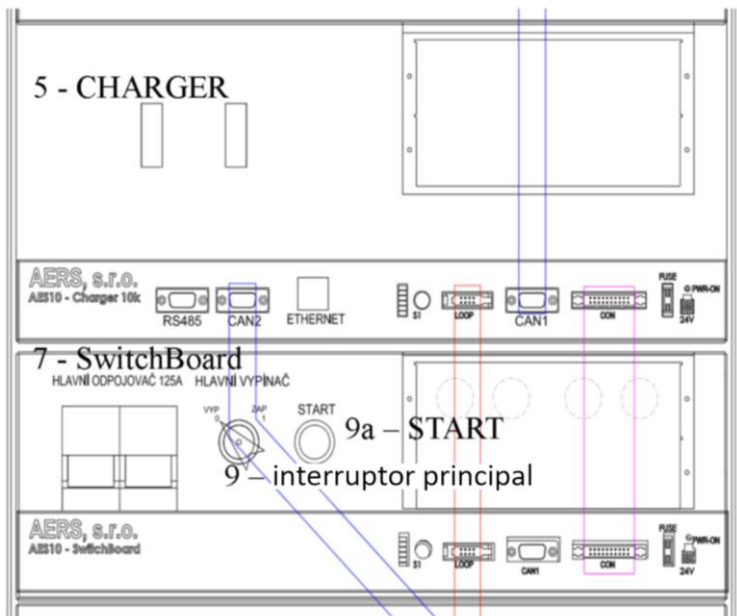 5 - CHARGER
AERS, s.r.o.
AES10 - Charger 10k
RS485
CAN2
ETHERNET
S1
LOOP
CAN1
CON
FUSE
PWR-ON
24V
7 - SwitchBoard
HLAVNÍ ODPOJOVAČ 125A
HLAVNÍ VYPÍNAČ
VYP
0
ZAP
1
START
9a – START
9 – interruptor principal
AERS, s.r.o.
AES10 - SwitchBoard
S1
LOOP
CAN1
CON
FUSE
PWR-ON
24V